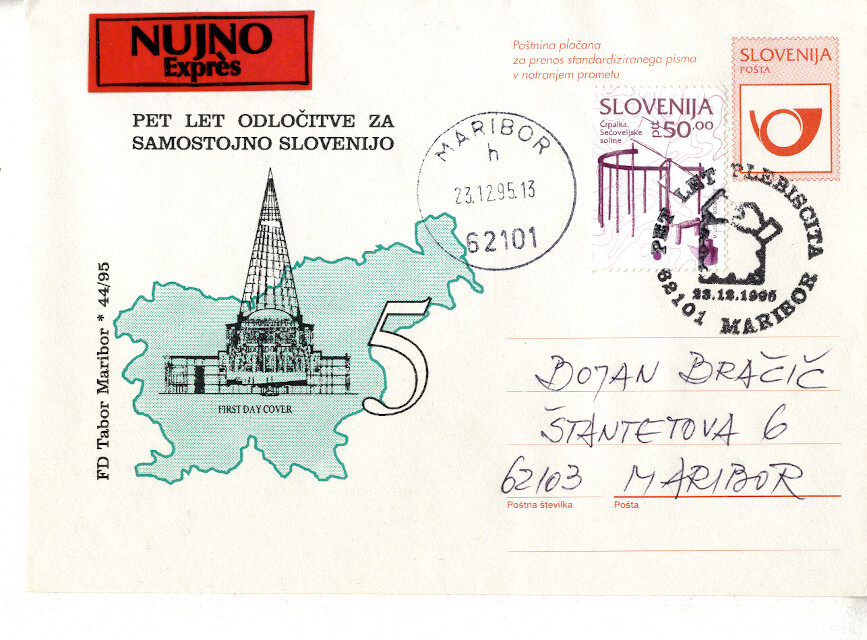 NUJNO
Exprès
PET LET ODLOČITVE ZA
SAMOSTOJNO SLOVENIJO
FIRST DAY COVER
5
FD Tabor Maribor * 44/95
MARIBOR
h
23.12.95.13
62101
Poštnina plačana
za prenos standardiziranega pisma
v notranjem prometu
SLOVENIJA
POŠTA
SLOVENIJA
Črpalka,
Sečoveljske
soline
PTT 50.00
PET LET PLEBISCITA
23.12.1995
62101 MARIBOR
BOJAN BRAČIČ
ŠTANTETOVA 6
62103 MARIBOR
Poštna številka Pošta